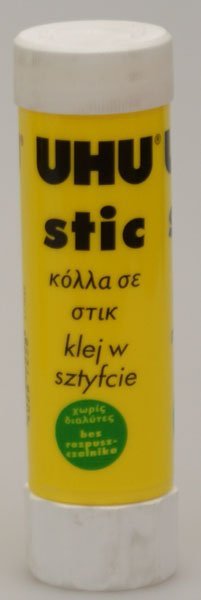 UHU®
stic
κόλλα σε
στικ
klej w
sztyfcie
χωρίς
διαλύτες
bez
rozpusz-
czalnika